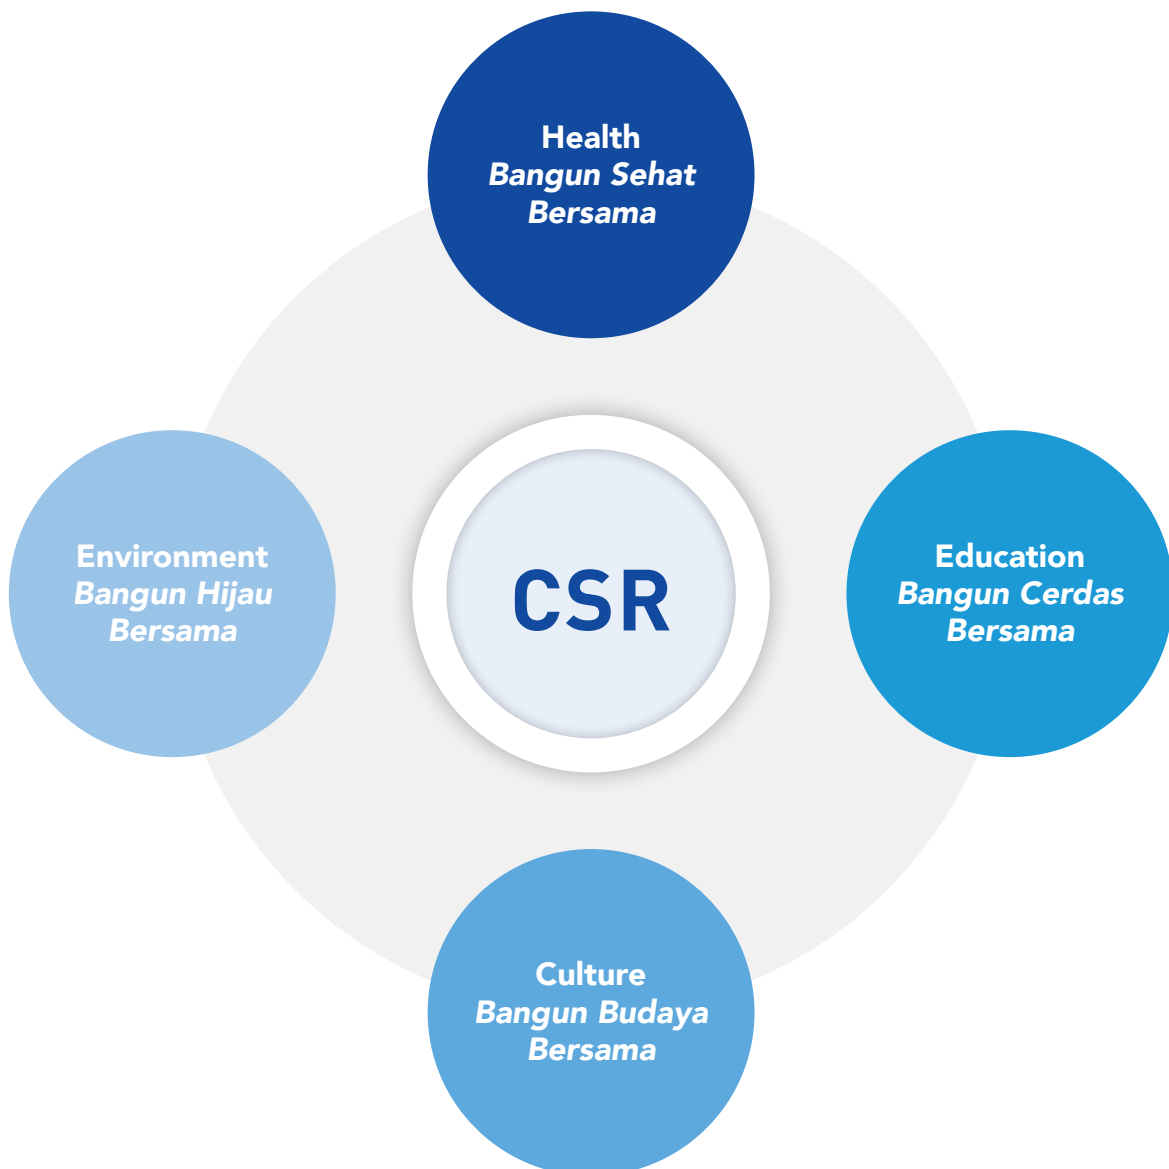 Health
Bangun Sehat
Bersama
Environment
Bangun Hijau
Bersama
CSR
Education
Bangun Cerdas
Bersama
Culture
Bangun Budaya
Bersama